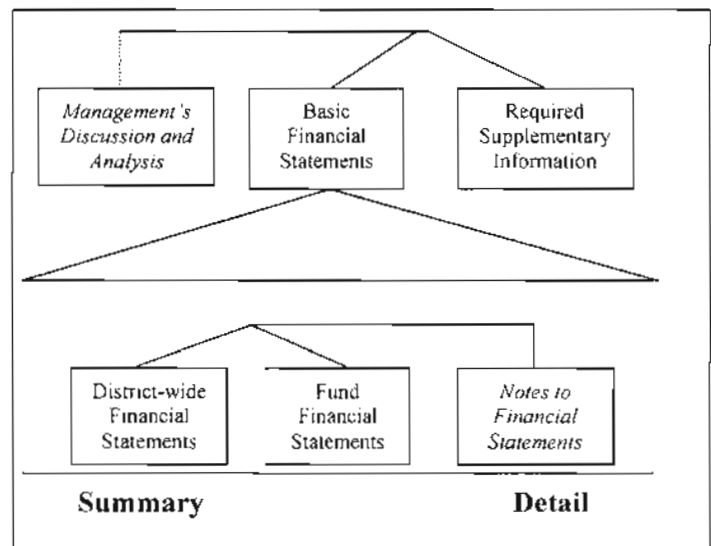 Management's
Discussion and
Analysis
Basic
Financial
Statements
Required
Supplementary
Information
District-wide
Financial
Statements
Fund
Financial
Statements
Notes to
Financial
Statements
Summary
Detail